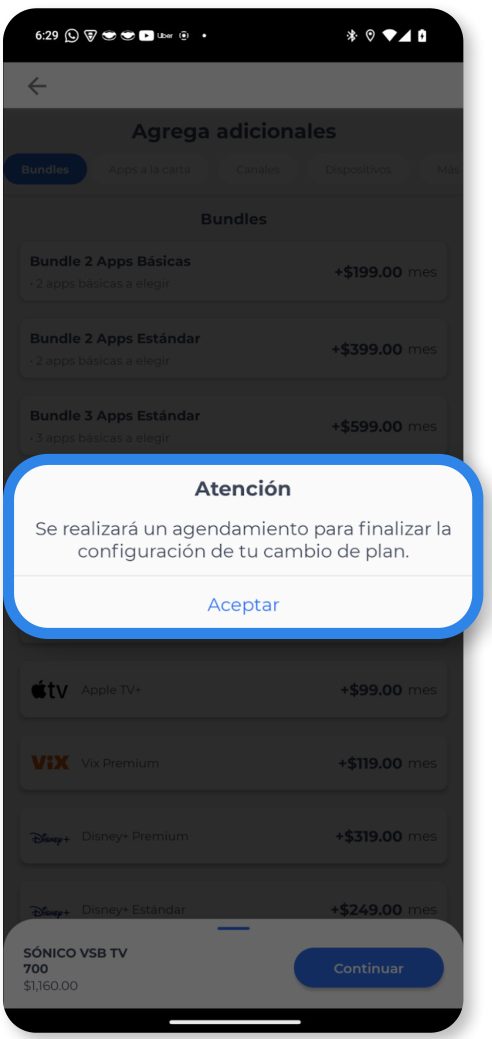 6:29
Uber
Agrega adicionales
Bundles
Apps a la carta
Canales
Dispositivos
Más
Bundles
Bundle 2 Apps Básicas
• 2 apps básicas a elegir
+$199.00 mes
Bundle 2 Apps Estándar
• 2 apps básicas a elegir
+$399.00 mes
Bundle 3 Apps Estándar
• 3 apps básicas a elegir
+$599.00 mes
Atención
Se realizará un agendamiento para finalizar la
configuración de tu cambio de plan.
Aceptar
tv Apple TV+
+$99.00 mes
ViX Vix Premium
+$119.00 mes
Disney+ Disney+ Premium
+$319.00 mes
Disney+ Disney+ Estándar
+$249.00 mes
SÓNICO VSB TV
700
$1,160.00
Continuar